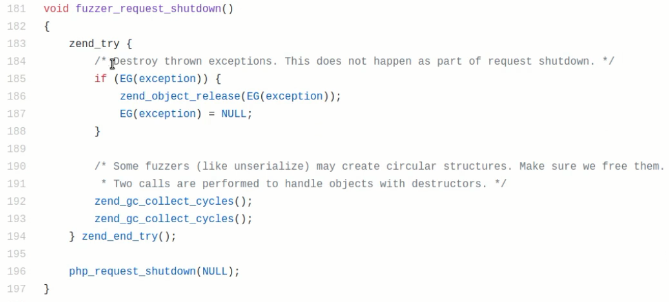 181 void fuzzer_request_shutdown()
182 {
183     zend_try {
184         /* Destroy thrown exceptions. This does not happen as part of request shutdown. */
185         if (EG(exception)) {
186             zend_object_release(EG(exception));
187             EG(exception) = NULL;
188         }
189
190         /* Some fuzzers (like unserialize) may create circular structures. Make sure we free them.
191          * Two calls are performed to handle objects with destructors. */
192         zend_gc_collect_cycles();
193         zend_gc_collect_cycles();
194     } zend_end_try();
195
196     php_request_shutdown(NULL);
197 }